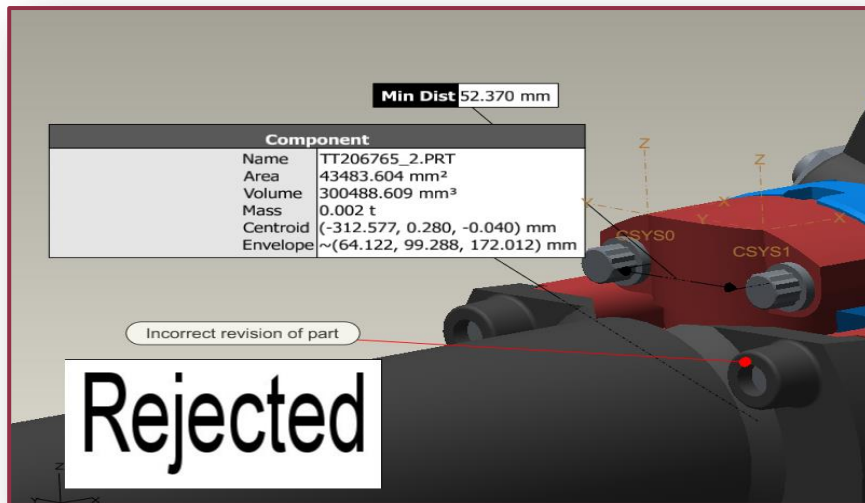 Min Dist 52.370 mm
Component
Name TT206765_2.PRT
Area 43483.604 mm²
Volume 300488.609 mm³
Mass 0.002 t
Centroid (-312.577, 0.280, -0.040) mm
Envelope ~(64.122, 99.288, 172.012) mm
Z
Z
Y
X
Y
X
CSYS0
CSYS1
Incorrect revision of part
Rejected
Z